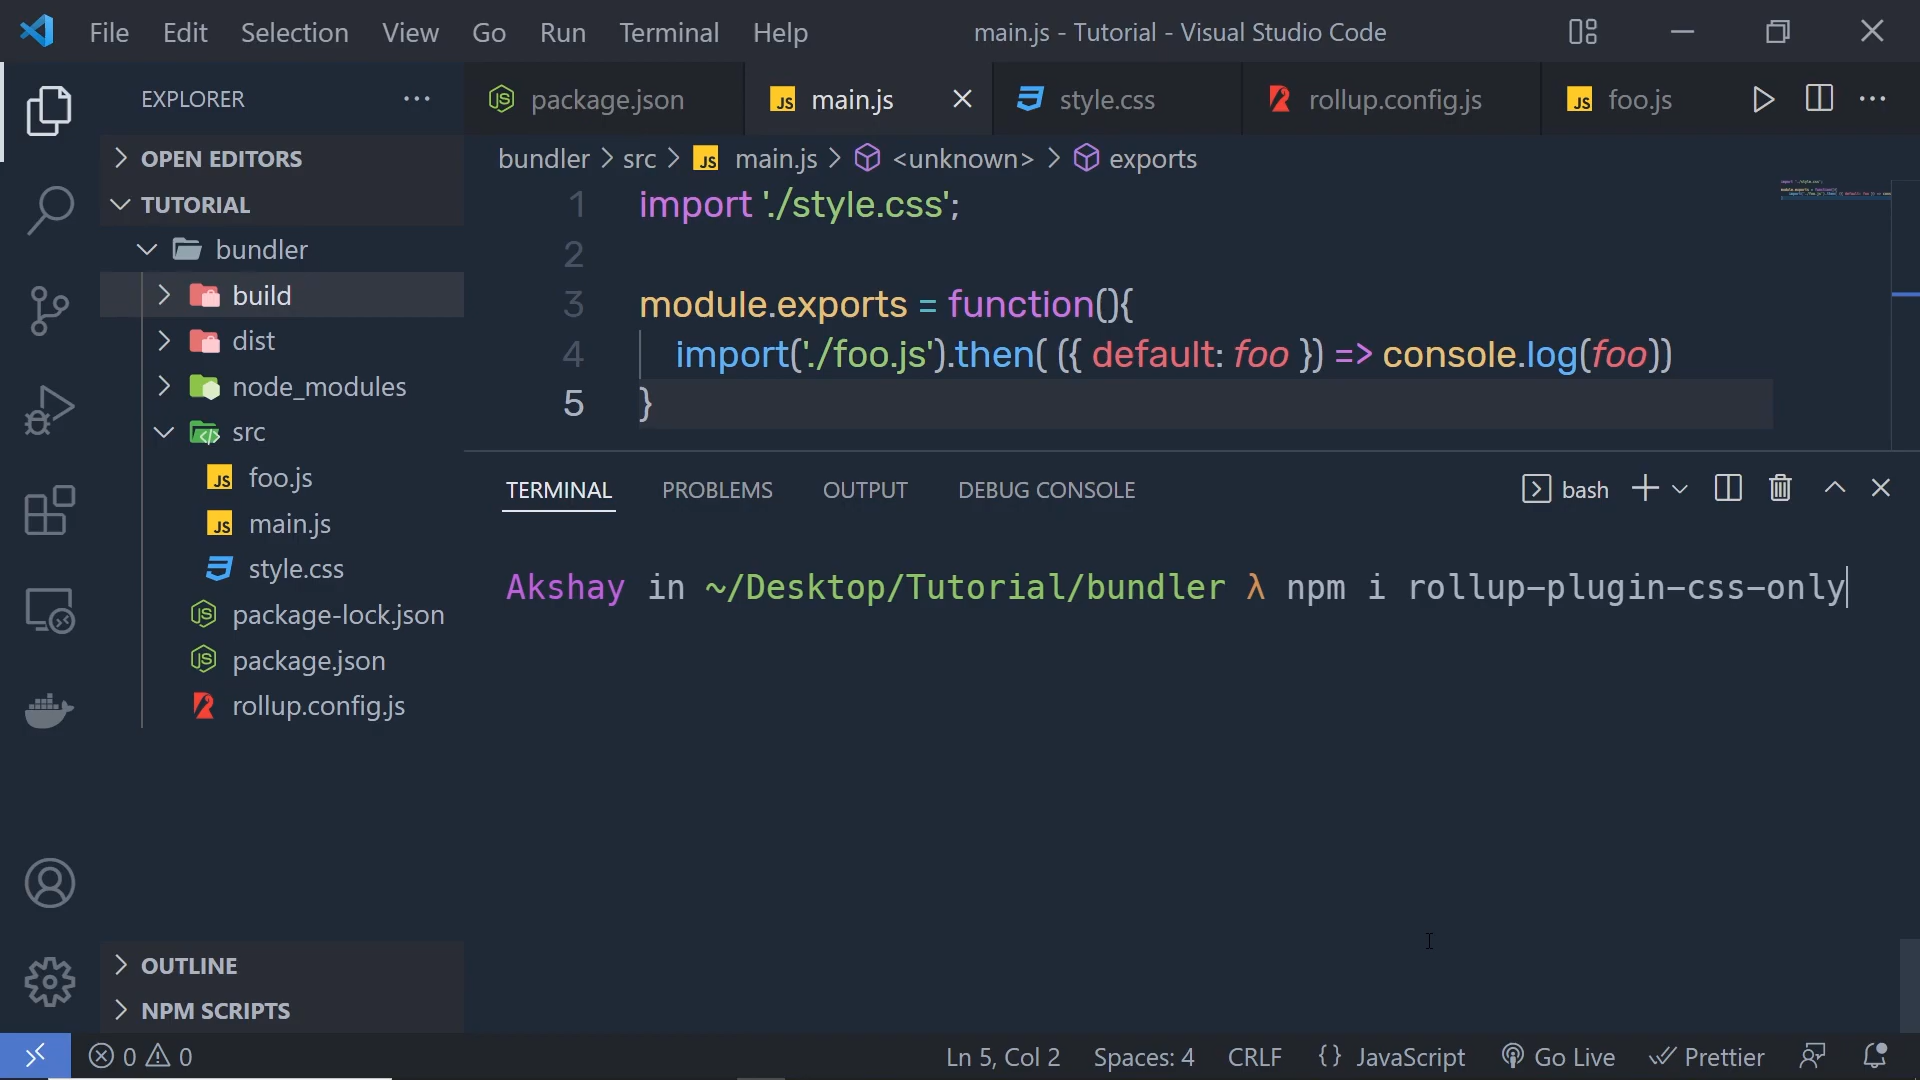 File Edit Selection View Go Run Terminal Help
main.js - Tutorial - Visual Studio Code
EXPLORER
OPEN EDITORS
TUTORIAL
bundler
build
dist
node_modules
src
foo.js
main.js
style.css
package-lock.json
package.json
rollup.config.js
OUTLINE
NPM SCRIPTS
package.json main.js style.css rollup.config.js foo.js
bundler > src > main.js > <unknown> > exports
1 import './style.css';
2
3 module.exports = function(){
4 import('./foo.js').then( ({ default: foo }) => console.log(foo))
5 }
TERMINAL PROBLEMS OUTPUT DEBUG CONSOLE
bash
Akshay in ~/Desktop/Tutorial/bundler λ npm i rollup-plugin-css-only
0 0
Ln 5, Col 2 Spaces: 4 CRLF {} JavaScript Go Live Prettier